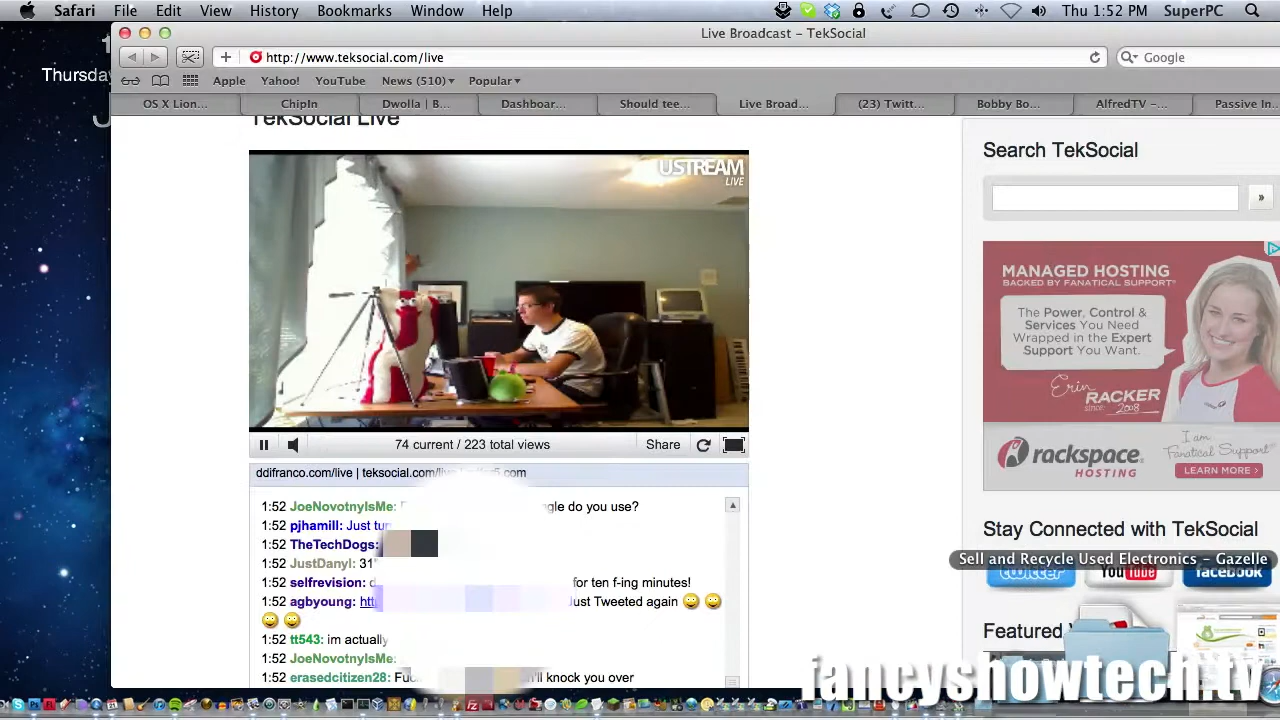 Safari File Edit View History Bookmarks Window Help Thu 1:52 PM SuperPC
Live Broadcast – TekSocial
Thursday
http://www.teksocial.com/live
Google
Apple Yahoo! YouTube News (510) Popular
OS X Lion... ChipIn Dwolla | B... Dashboar... Should tee... Live Broad... (23) Twitt... Bobby Bo... AlfredTV –... Passive In...
TekSocial Live
USTREAM
LIVE
74 current / 223 total views Share
ddifranco.com/live | teksocial.com/
1:52 JoeNovotnyIsMe: do you use?
1:52 pjhamill: Just
1:52 TheTechDogs:
1:52 JustDanyl: 31
1:52 selfrevision: for ten f-ing minutes!
1:52 agbyoung: Just Tweeted again
1:52 tt543: im actually
1:52 JoeNovotnyIsMe:
1:52 erasedcitizen28: knock you over
Search TekSocial
»
MANAGED HOSTING
BACKED BY FANATICAL SUPPORT®
The Power, Control &
Services You Need
Wrapped in the Expert
Support You Want.
Erin
RACKER
since: 2008
rackspace
HOSTING
I am
Fanatical Support®
LEARN MORE >
Stay Connected with TekSocial
Sell and Recycle Used Electronics – Gazelle
twitter YouTube facebook
Featured